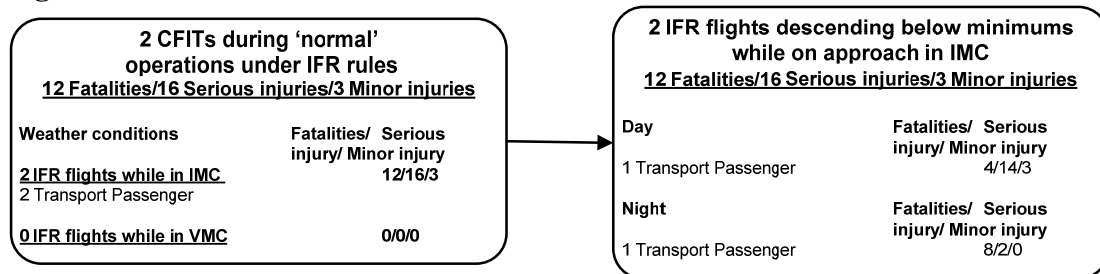 2 CFITs during ‘normal’
operations under IFR rules
12 Fatalities/16 Serious injuries/3 Minor injuries
Weather conditions Fatalities/ Serious
injury/ Minor injury
2 IFR flights while in IMC 12/16/3
2 Transport Passenger
0 IFR flights while in VMC 0/0/0
2 IFR flights descending below minimums
while on approach in IMC
12 Fatalities/16 Serious injuries/3 Minor injuries
Day Fatalities/ Serious
injury/ Minor injury
1 Transport Passenger 4/14/3
Night Fatalities/ Serious
injury/ Minor injury
1 Transport Passenger 8/2/0